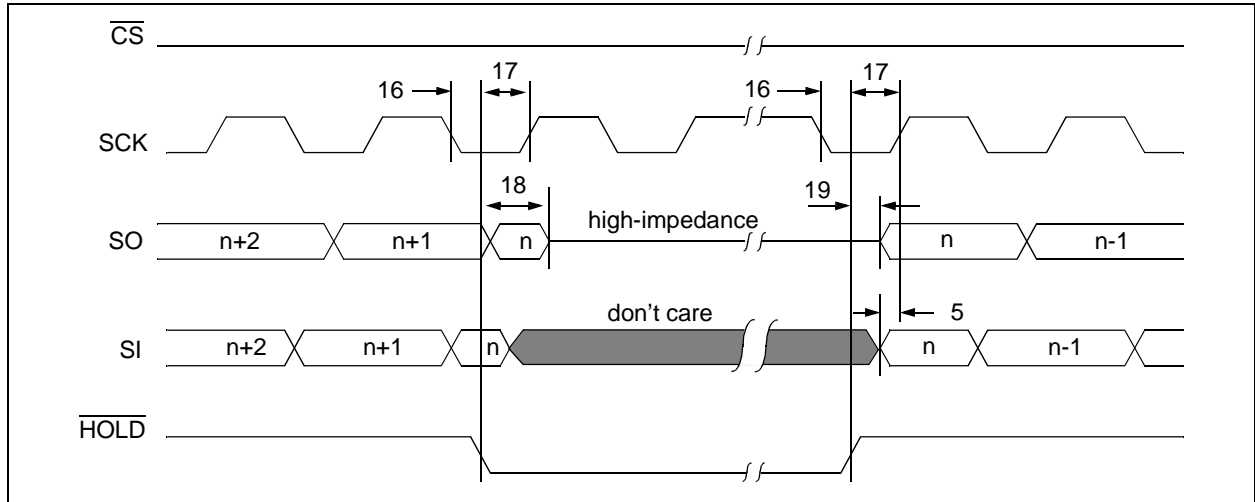 CS
16
17
16
17
SCK
18
19
SO
n+2
n+1
n
high-impedance
n
n-1
don't care
5
SI
n+2
n+1
n
n
n-1
HOLD